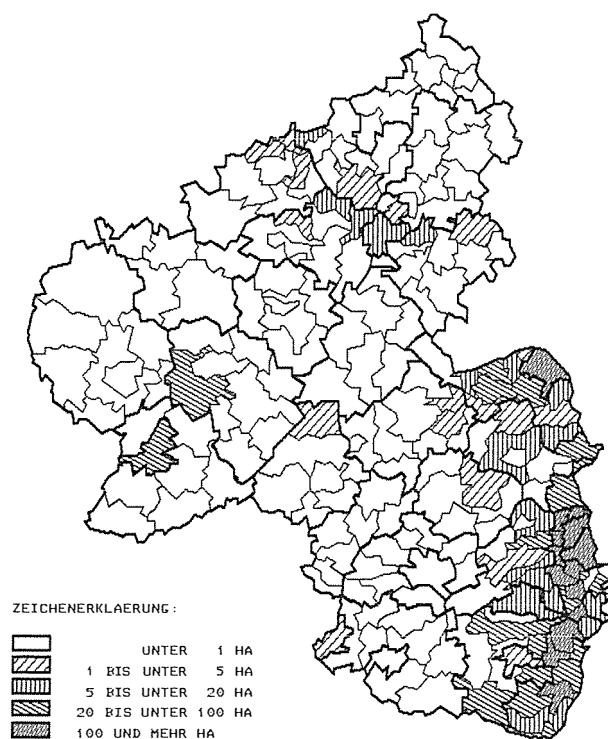 ZEICHENERKLAERUNG:
UNTER 1 HA
1 BIS UNTER 5 HA
5 BIS UNTER 20 HA
20 BIS UNTER 100 HA
100 UND MEHR HA